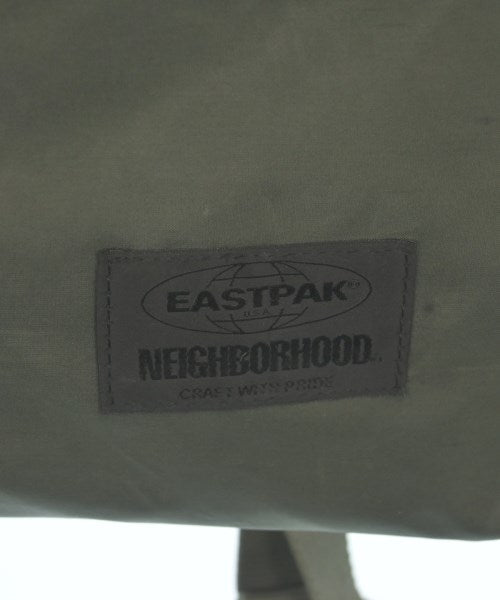 EASTPAK®
U.S.A.
NEIGHBORHOOD
CRAFT WITH PRIDE